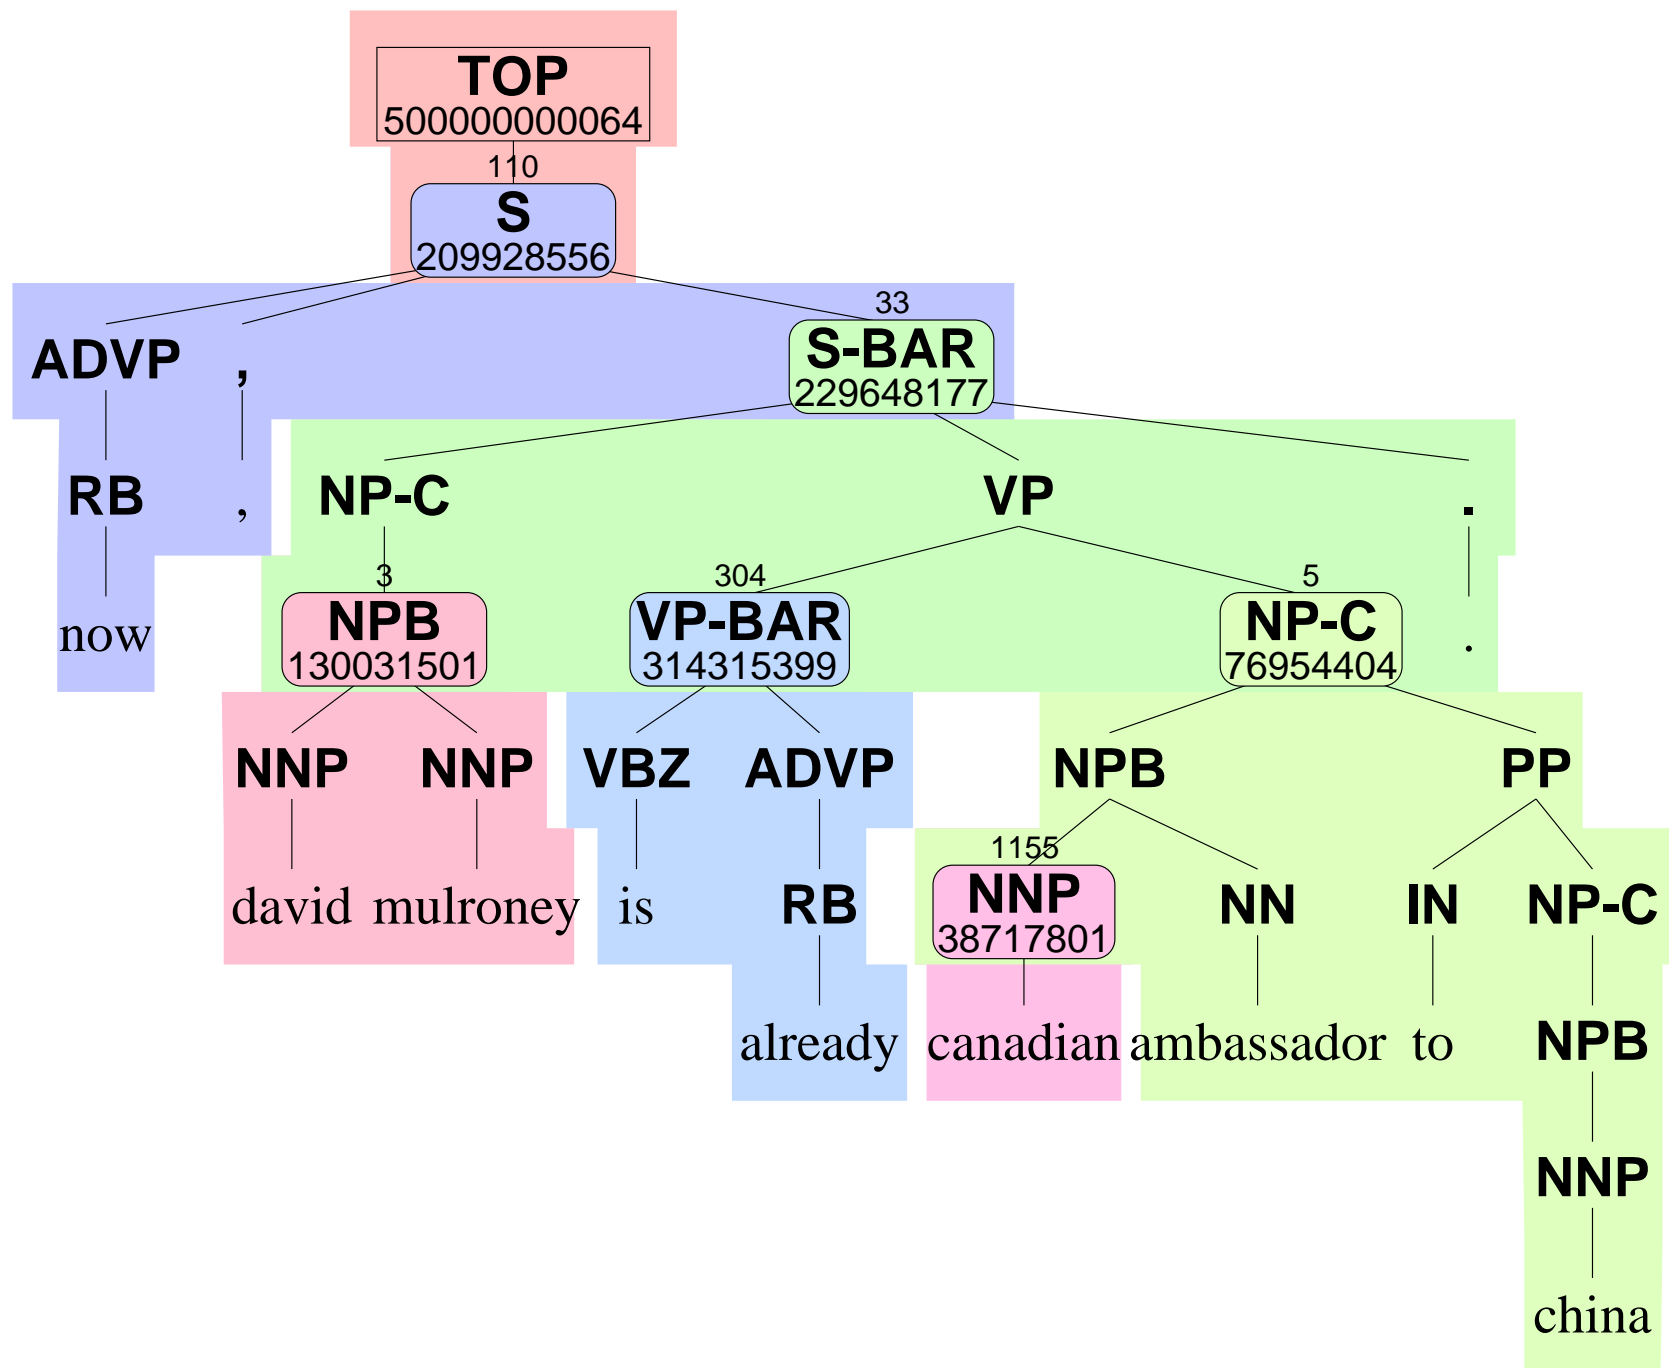 TOP
500000000064
110
S
209928556
33
ADVP , S-BAR
229648177
RB , NP-C VP .
3 304 5
now NPB VP-BAR NP-C .
130031501 314315399 76954404
NNP NNP VBZ ADVP NPB PP
1155
david mulroney is RB NNP NN IN NP-C
38717801
already canadian ambassador to NPB
NNP
china